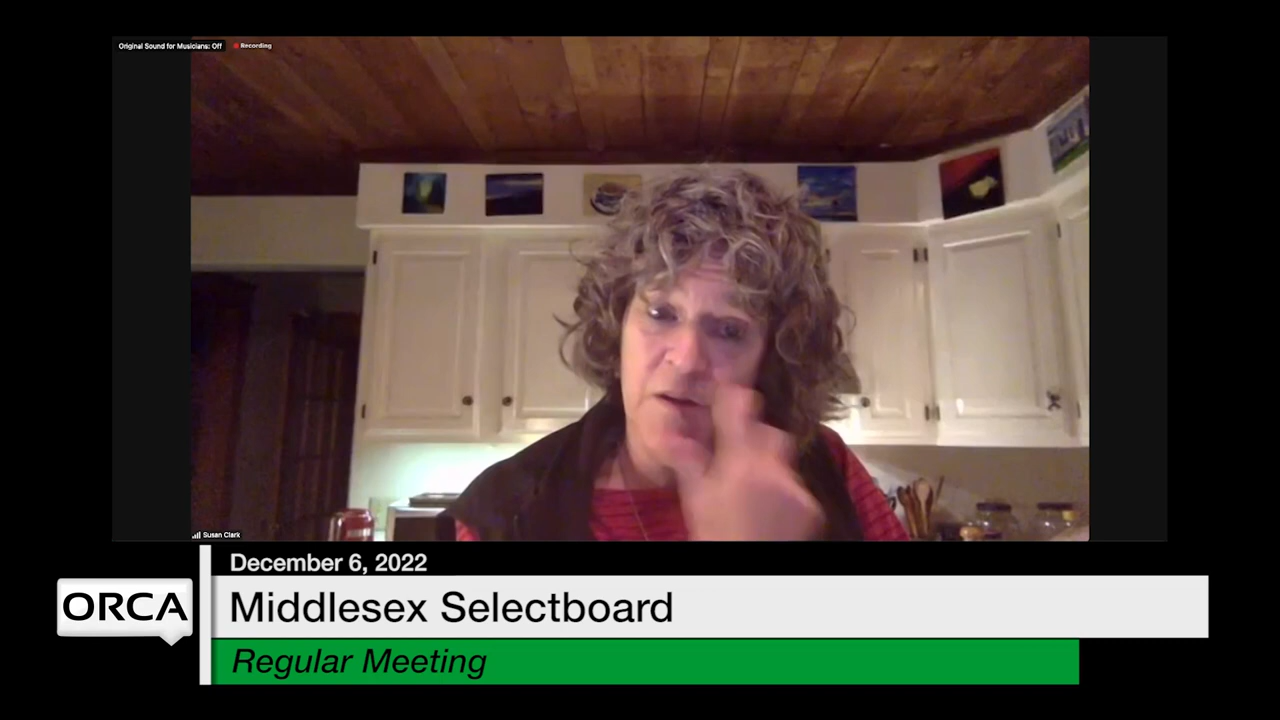 Original Sound for Musicians: Off Recording
Susan Clark
December 6, 2022
ORCA
Middlesex Selectboard
Regular Meeting